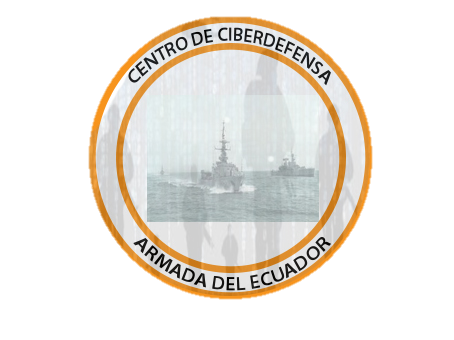 CENTRO DE CIBERDEFENSA
ARMADA DEL ECUADOR